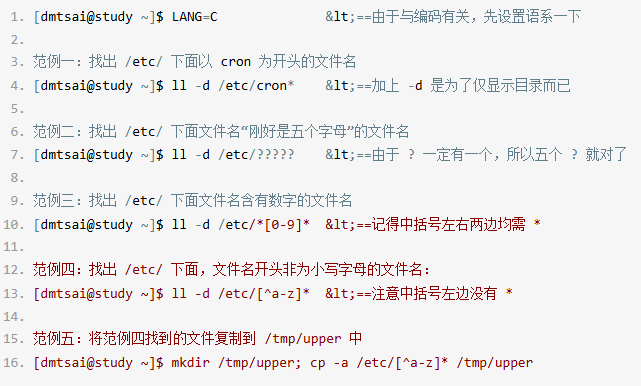 1. [dmtsai@study ~]$ LANG=C &lt;==由于与编码有关，先设置语系一下
2.
3. 范例一：找出 /etc/ 下面以 cron 为开头的文件名
4. [dmtsai@study ~]$ ll -d /etc/cron* &lt;==加上 -d 是为了仅显示目录而已
5.
6. 范例二：找出 /etc/ 下面文件名“刚好是五个字母”的文件名
7. [dmtsai@study ~]$ ll -d /etc/????? &lt;==由于 ? 一定有一个，所以五个 ? 就对了
8.
9. 范例三：找出 /etc/ 下面文件名含有数字的文件名
10. [dmtsai@study ~]$ ll -d /etc/*[0-9]* &lt;==记得中括号左右两边均需 *
11.
12. 范例四：找出 /etc/ 下面，文件名开头非为小写字母的文件名：
13. [dmtsai@study ~]$ ll -d /etc/[^a-z]* &lt;==注意中括号左边没有 *
14.
15. 范例五：将范例四找到的文件复制到 /tmp/upper 中
16. [dmtsai@study ~]$ mkdir /tmp/upper; cp -a /etc/[^a-z]* /tmp/upper